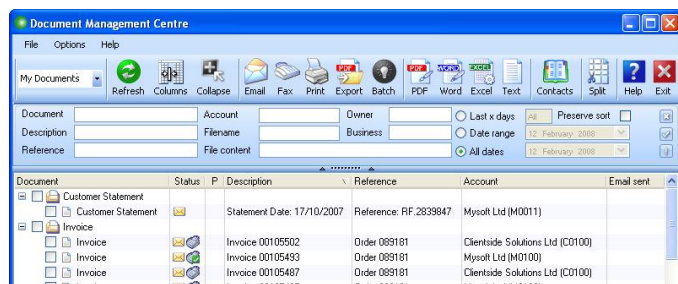 Document Management Centre
File Options Help
My Documents Refresh Columns Collapse Email Fax Print Export Batch PDF Word Excel Text Contacts Split Help Exit
Document Account Owner Last x days All Preserve sort
Description Filename Business Date range 12 February 2008
Reference File content All dates 12 February 2008
Document Status P Description Reference Account Email sent
Customer Statement
Customer Statement Statement Date: 17/10/2007 Reference: RF.2839847 Mysoft Ltd (M0011)
Invoice
Invoice Invoice 00105502 Order 089181 Clientside Solutions Ltd (C0100)
Invoice Invoice 00105493 Order 089181 Mysoft Ltd (M0100)
Invoice Invoice 00105487 Order 089181 Clientside Solutions Ltd (C0100)